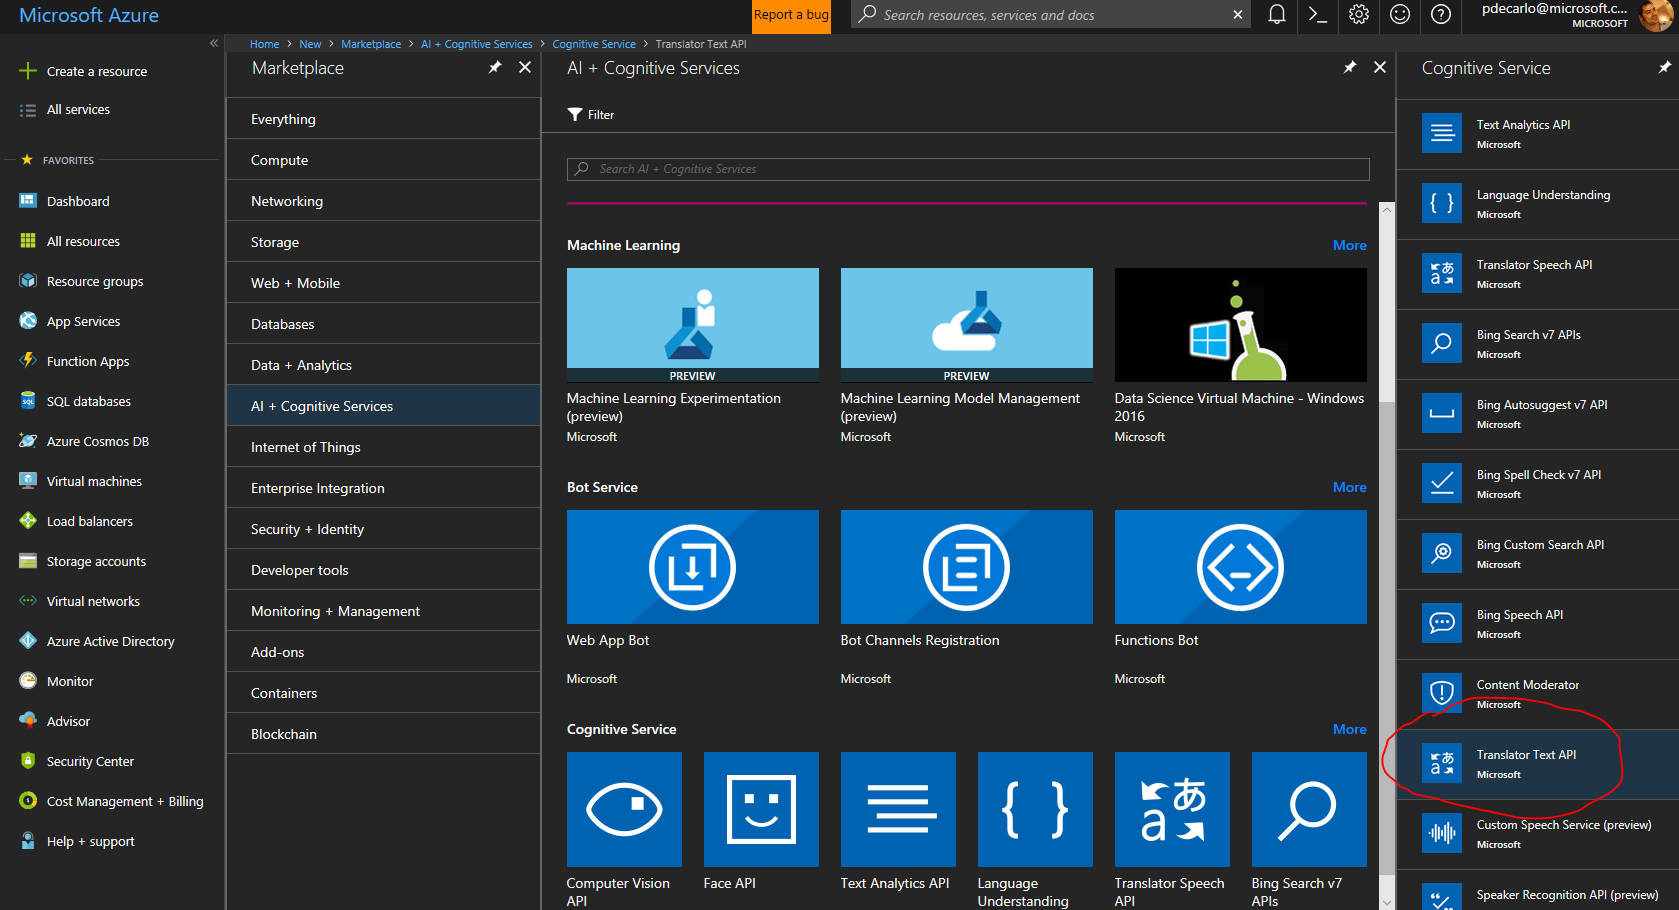 Microsoft Azure
Report a bug
Search resources, services and docs
pdecarlo@microsoft.c...
MICROSOFT
Home > New > Marketplace > AI + Cognitive Services > Cognitive Service > Translator Text API
Create a resource
All services
FAVORITES
Dashboard
All resources
Resource groups
App Services
Function Apps
SQL databases
Azure Cosmos DB
Virtual machines
Load balancers
Storage accounts
Virtual networks
Azure Active Directory
Monitor
Advisor
Security Center
Cost Management + Billing
Help + support
Marketplace
Everything
Compute
Networking
Storage
Web + Mobile
Databases
Data + Analytics
AI + Cognitive Services
Internet of Things
Enterprise Integration
Security + Identity
Developer tools
Monitoring + Management
Add-ons
Containers
Blockchain
AI + Cognitive Services
Filter
Search AI + Cognitive Services
Machine Learning
More
PREVIEW
Machine Learning Experimentation
(preview)
Microsoft
PREVIEW
Machine Learning Model Management
(preview)
Microsoft
Data Science Virtual Machine - Windows
2016
Microsoft
Bot Service
More
Web App Bot
Microsoft
Bot Channels Registration
Microsoft
Functions Bot
Microsoft
Cognitive Service
More
Computer Vision
API
Face API
Text Analytics API
{ }
Language
Understanding
あ
a
Translator Speech
API
Bing Search v7
APIs
Cognitive Service
Text Analytics API
Microsoft
{ }
Language Understanding
Microsoft
あ
a
Translator Speech API
Microsoft
Bing Search v7 APIs
Microsoft
Bing Autosuggest v7 API
Microsoft
Bing Spell Check v7 API
Microsoft
Bing Custom Search API
Microsoft
Bing Speech API
Microsoft
Content Moderator
Microsoft
あ
a
Translator Text API
Microsoft
Custom Speech Service (preview)
Microsoft
Speaker Recognition API (preview)